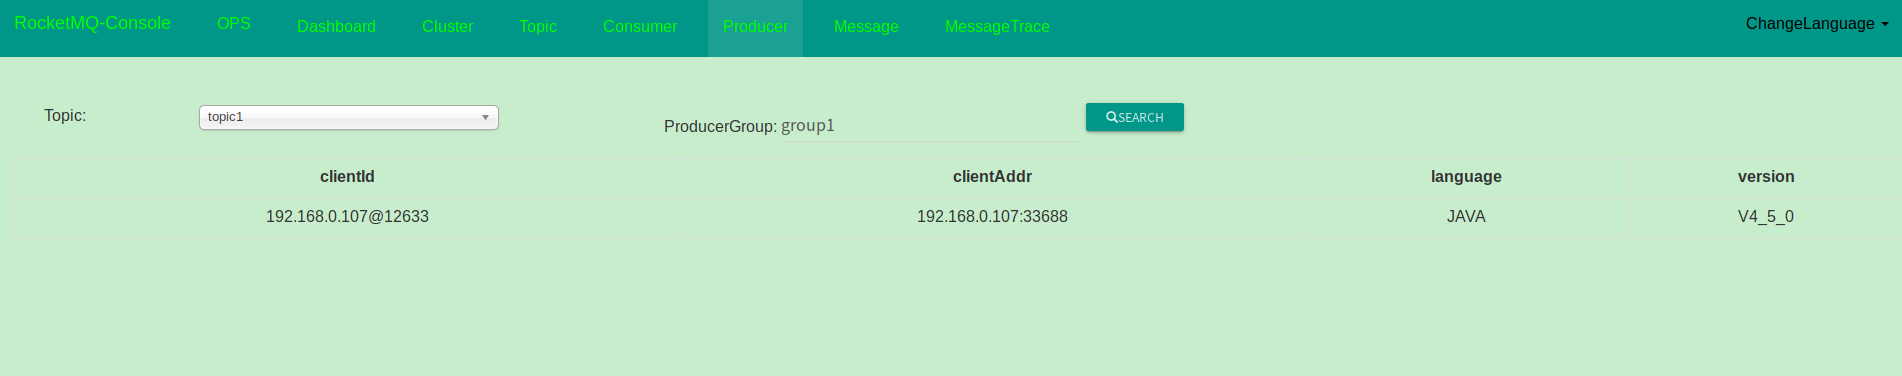 RocketMQ-Console OPS Dashboard Cluster Topic Consumer Producer Message MessageTrace ChangeLanguage
Topic: topic1 ProducerGroup: group1 SEARCH
clientId clientAddr language version
192.168.0.107@12633 192.168.0.107:33688 JAVA V4_5_0